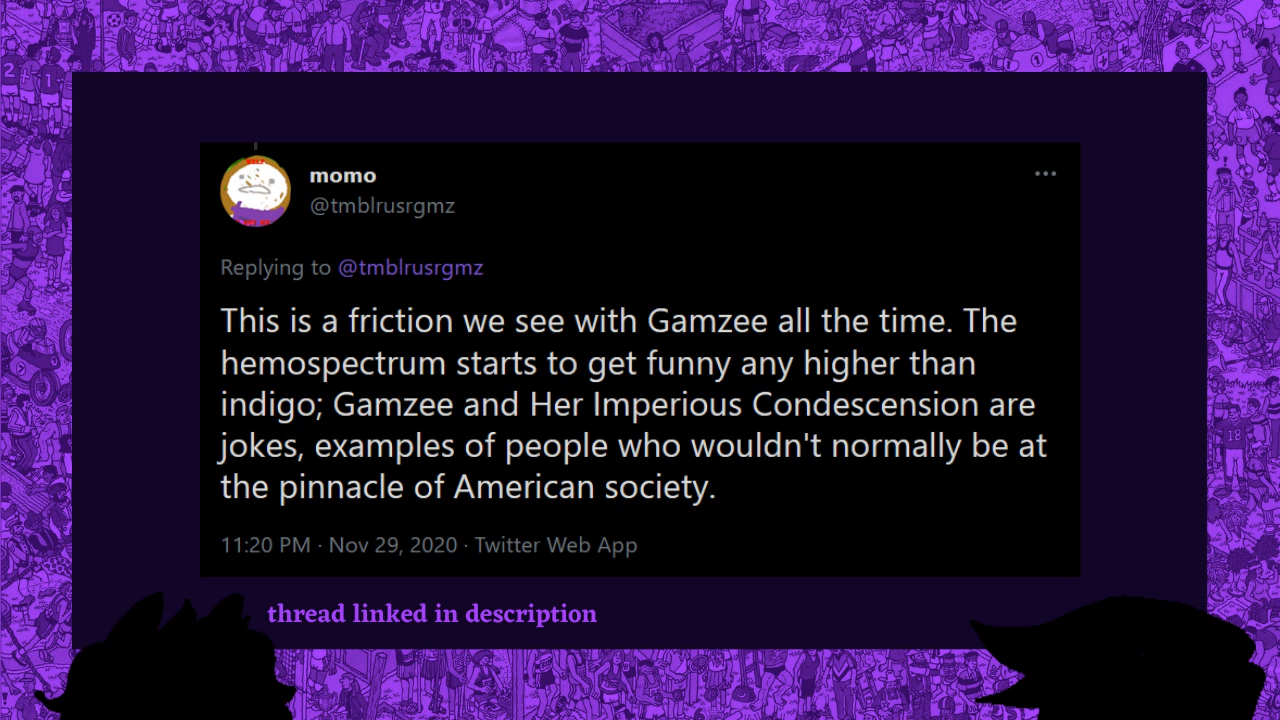 momo
@tmblrusrgmz
Replying to @tmblrusrgmz
This is a friction we see with Gamzee all the time. The
hemospectrum starts to get funny any higher than
indigo; Gamzee and Her Imperious Condescension are
jokes, examples of people who wouldn't normally be at
the pinnacle of American society.
11:20 PM · Nov 29, 2020 · Twitter Web App
thread linked in description